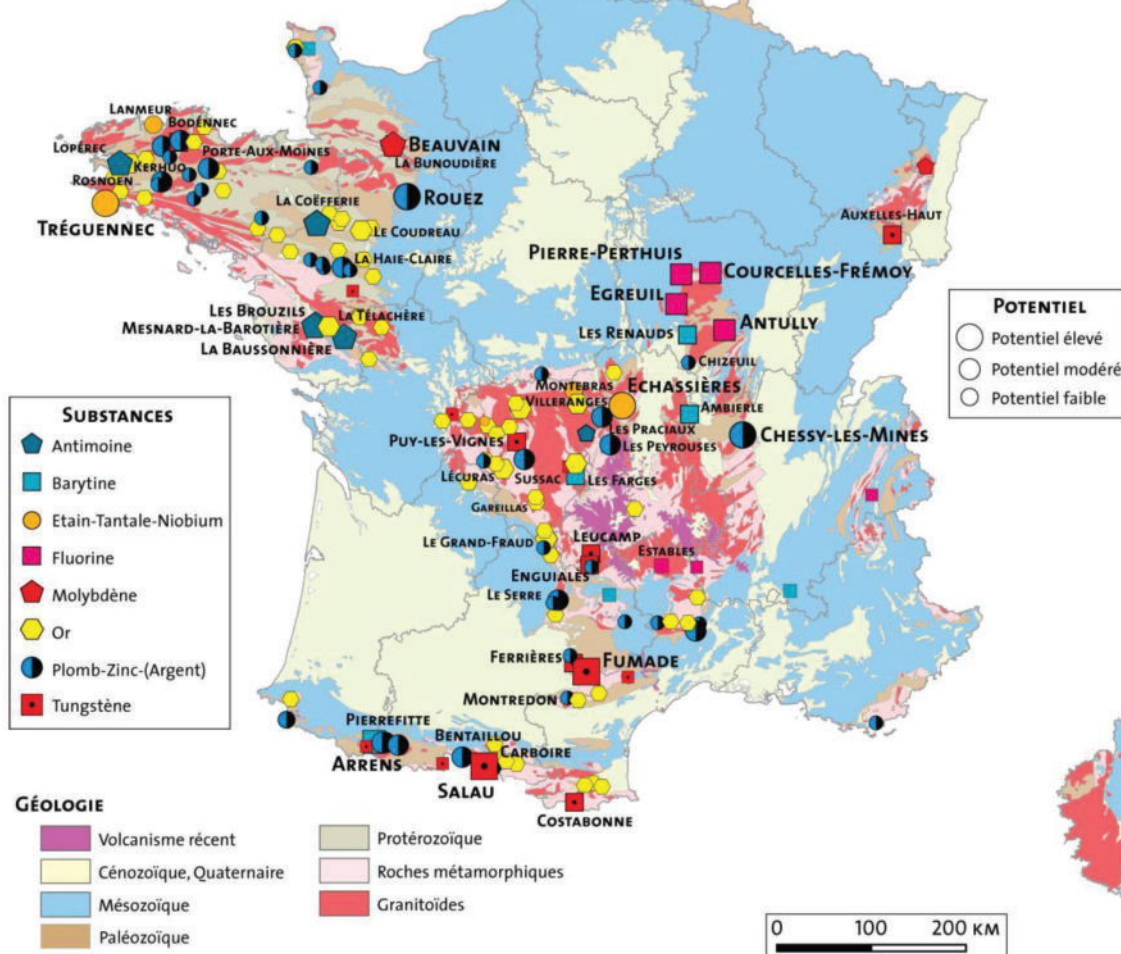 LANMEUR
BODÉNNEC
LOPÉREC
PORTE-AUX-MOINES
KERHUO
ROSNOEN
TRÉGUENNEC
BEAUVAIN
LA BUNOUDIÈRE
ROUEZ
LA COËFFERIE
LE COUDREAU
LA HAIE-CLAIRE
LES BROUZILS
LA TÉLACHÈRE
MESNARD-LA-BAROTIÈRE
LA BAUSSONNIÈRE
AUXELLES-HAUT
PIERRE-PERTHUIS
COURCELLES-FRÉMOY
EGREUIL
ANTULLY
LES RENAUDS
CHIZEUIL
MONTEBRAS
ECHASSIÈRES
VILLERANGES
AMBIERLE
LES PRACIAUX
CHESSY-LES-MINES
PUY-LES-VIGNES
LES PEYROUSES
LÉCURAS
SUSSAC
LES FARGES
GAREILLAS
LE GRAND-FRAUD
LEUCAMP
ESTABLES
ENGUIALÈS
LE SERRE
FERRIÈRES
FUMADE
MONTREDON
PIERREFITTE
BENTAILLOU
CARBOIRE
ARRENS
SALAU
COSTABONNE
POTENTIEL
Potentiel élevé
Potentiel modéré
Potentiel faible
SUBSTANCES
Antimoine
Barytine
Etain-Tantale-Niobium
Fluorine
Molybdène
Or
Plomb-Zinc-(Argent)
Tungstène
GÉOLOGIE
Volcanisme récent
Cénozoïque, Quaternaire
Mésozoïque
Paléozoïque
Protérozoïque
Roches métamorphiques
Granitoïdes
0 100 200 KM